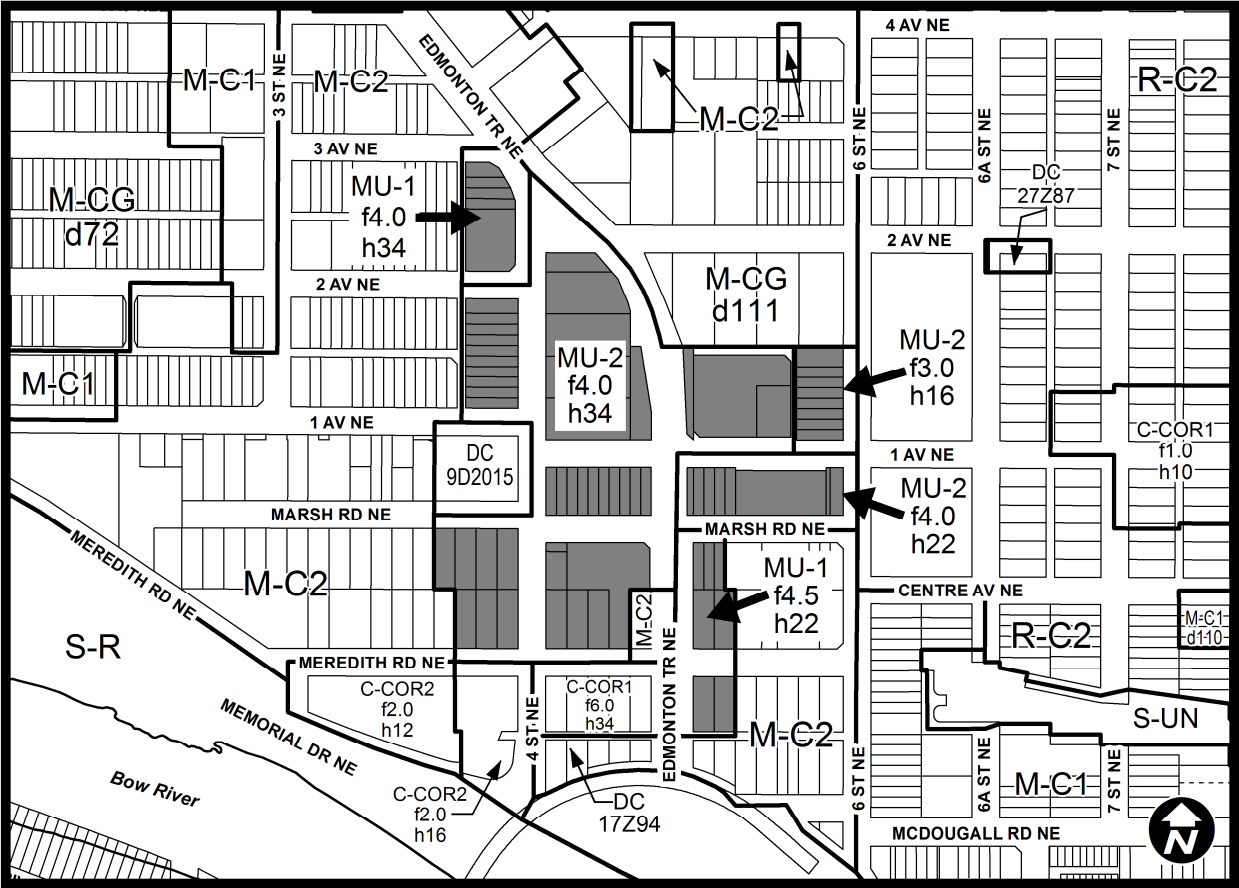 4 AV NE
M-C1
3 ST NE
M-C2
EDMONTON TR NE
M-C2
6 ST NE
6A ST NE
7 ST NE
R-C2
3 AV NE
M-CG
d72
MU-1
f4.0
h34
DC
27Z87
2 AV NE
2 AV NE
M-CG
d111
MU-2
f4.0
h34
MU-2
f3.0
h16
M-C1
1 AV NE
C-COR1
f1.0
h10
DC
9D2015
1 AV NE
MU-2
f4.0
h22
MARSH RD NE
MARSH RD NE
MEREDITH RD NE
M-C2
MU-1
f4.5
h22
CENTRE AV NE
M-C2
M-C1
d110
R-C2
S-R
MEREDITH RD NE
EDMONTON TR NE
C-COR2
f2.0
h12
C-COR1
f6.0
h34
4 ST NE
MEMORIAL DR NE
M-C2
S-UN
6 ST NE
6A ST NE
7 ST NE
Bow River
M-C1
C-COR2
f2.0
h16
DC
17Z94
MCDOUGALL RD NE
N